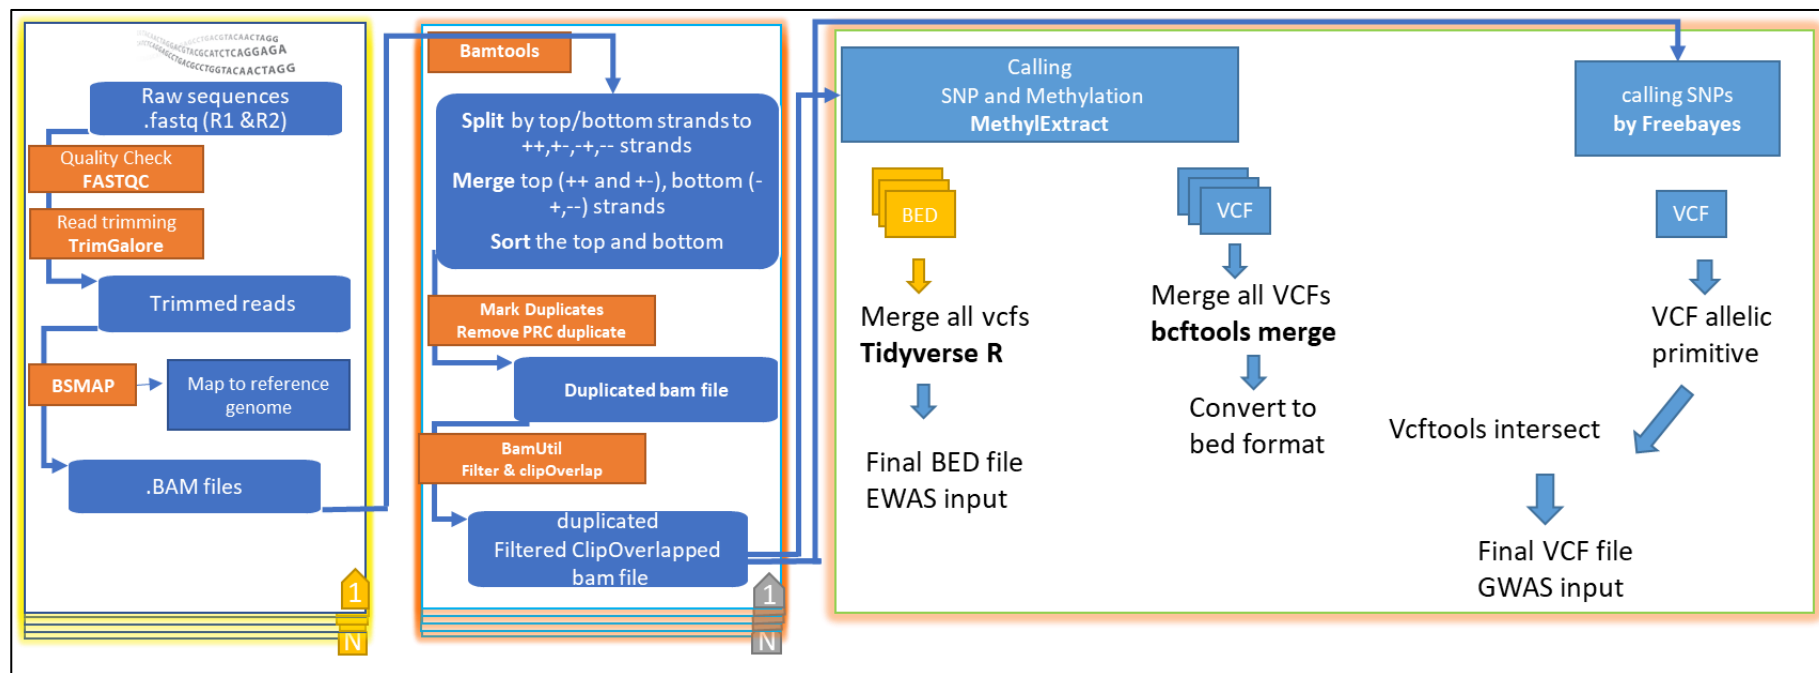 CTACAACTAGGACGTACAGCCTGACGTACAACTAGG
CATCTCAGGAGCGTACGCATCTCAGGAGA
CATCTCAGGAGCCTGACGCCTGGTACAACTAGG
Raw sequences
.fastq (R1 &R2)
Quality Check
FASTQC
Read trimming
TrimGalore
Trimmed reads
BSMAP
Map to reference
genome
.BAM files
1
N
Bamtools
Split by top/bottom strands to
++,+-,-+,-- strands
Merge top (++ and +-), bottom (-
+,--) strands
Sort the top and bottom
Mark Duplicates
Remove PRC duplicate
Duplicated bam file
BamUtil
Filter & clipOverlap
duplicated
Filtered ClipOverlapped
bam file
1
N
Calling
SNP and Methylation
MethylExtract
BED
Merge all vcfs
Tidyverse R
Final BED file
EWAS input
VCF
Merge all VCFs
bcftools merge
Convert to
bed format
calling SNPs
by Freebayes
VCF
VCF allelic
primitive
Vcftools intersect
Final VCF file
GWAS input